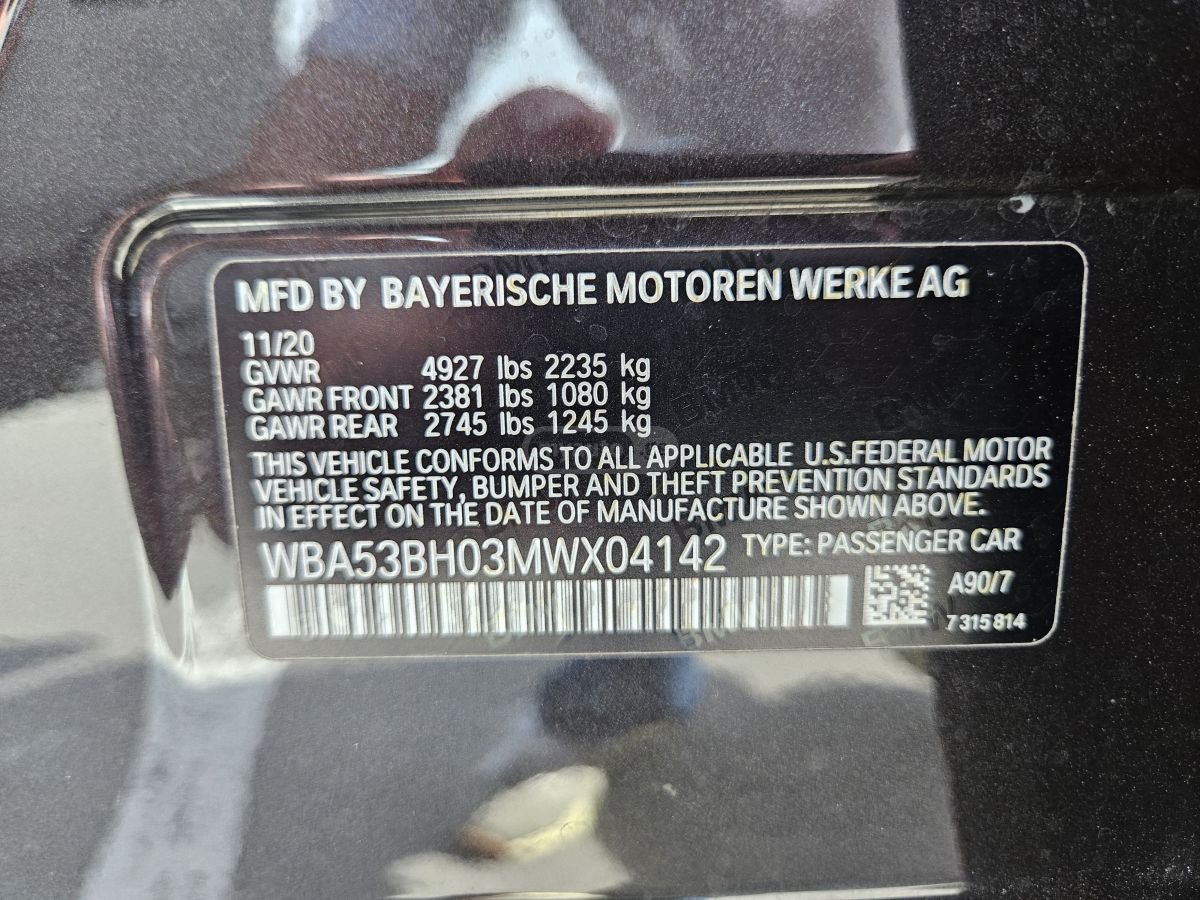 MFD BY BAYERISCHE MOTOREN WERKE AG
11/20
GVWR 4927 lbs 2235 kg
GAWR FRONT 2381 lbs 1080 kg
GAWR REAR 2745 lbs 1245 kg
THIS VEHICLE CONFORMS TO ALL APPLICABLE U.S.FEDERAL MOTOR
VEHICLE SAFETY, BUMPER AND THEFT PREVENTION STANDARDS
IN EFFECT ON THE DATE OF MANUFACTURE SHOWN ABOVE.
WBA53BH03MWX04142 TYPE: PASSENGER CAR
A90/7
7 315 814